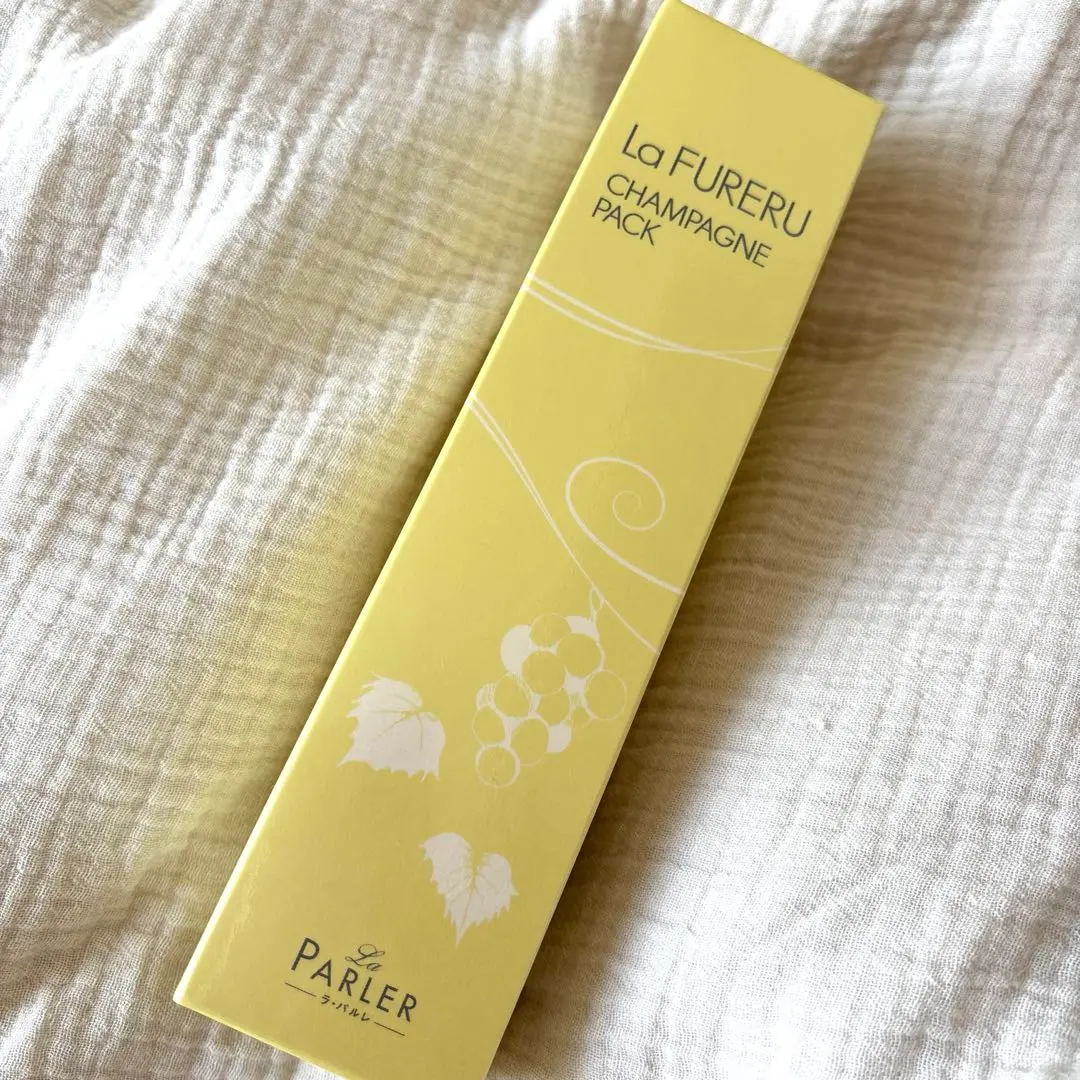 La FURERU
CHAMPAGNE
PACK
La
PARLER
ラ・パルレ